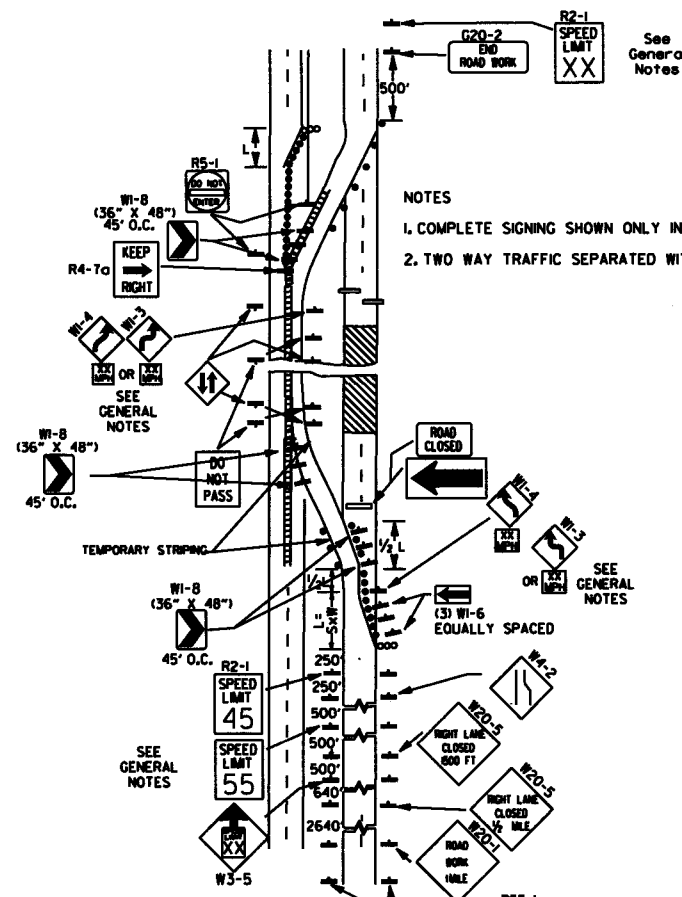 R2-1
SPEED
LIMIT
XX
See
General
Notes
G20-2
END
ROAD WORK
500'
L
R5-1
DO NOT
ENTER
W1-8
(36" X 48")
45' O.C.
KEEP
RIGHT
R4-7a
NOTES
1. COMPLETE SIGNING SHOWN ONLY IN
2. TWO WAY TRAFFIC SEPARATED WIT
W1-4
W1-3
XX
MPH
OR
XX
MPH
SEE
GENERAL
NOTES
W1-8
(36" X 48")
45' O.C.
DO
NOT
PASS
ROAD
CLOSED
W1-4
XX
MPH
W1-3
OR
XX
MPH
SEE
GENERAL
NOTES
TEMPORARY STRIPING
½ L
½L
L=
SXW
W1-8
(36" X 48")
45' O.C.
(3) W1-6
EQUALLY SPACED
250'
250'
500'
500'
500'
640'
2640'
R2-1
SPEED
LIMIT
45
W4-2
SEE
GENERAL
NOTES
SPEED
LIMIT
55
W20-5
RIGHT LANE
CLOSED
1500 FT
XX
W3-5
W20-5
RIGHT LANE
CLOSED
½ MILE
W20-1
ROAD
WORK
1 MILE